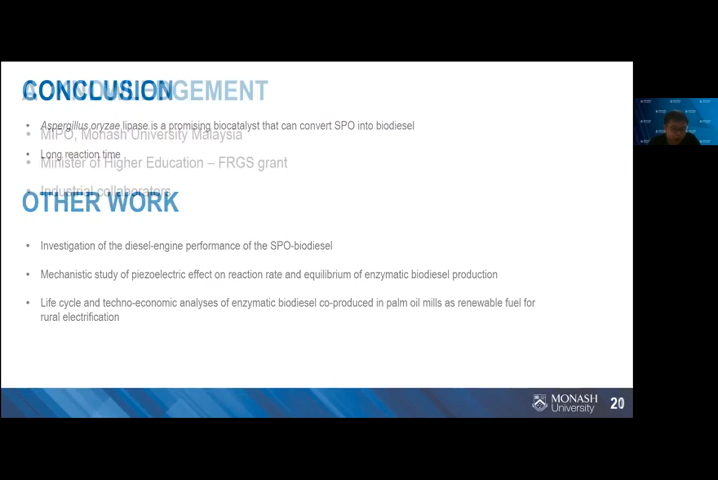 CONCLUSION
ACKNOWLEDGEMENT
• Aspergillus oryzae lipase is a promising biocatalyst that can convert SPO into biodiesel
• MIPO, Monash University Malaysia
• Long reaction time
• Minister of Higher Education – FRGS grant
• Industrial collaborators
OTHER WORK
• Investigation of the diesel-engine performance of the SPO-biodiesel
• Mechanistic study of piezoelectric effect on reaction rate and equilibrium of enzymatic biodiesel production
• Life cycle and techno-economic analyses of enzymatic biodiesel co-produced in palm oil mills as renewable fuel for
rural electrification
MONASH
University
20